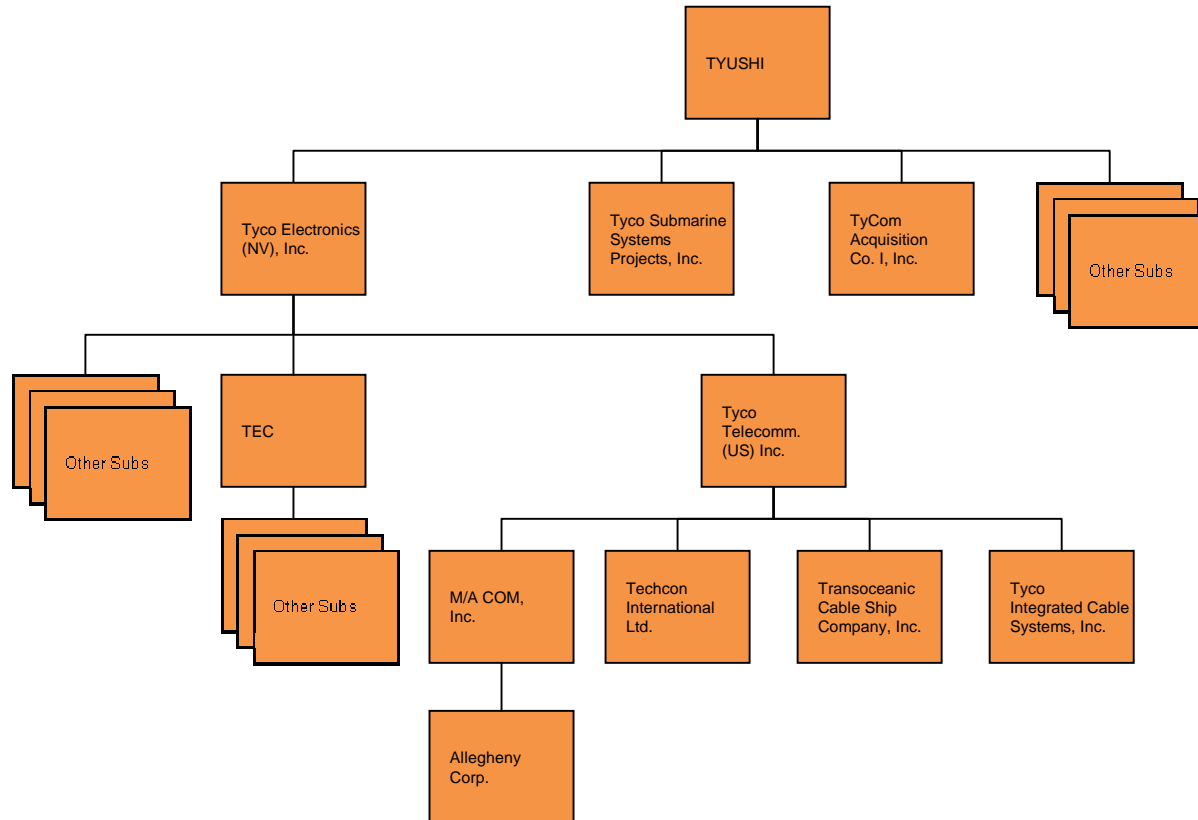 TYUSHI
Tyco Electronics
(NV), Inc.
Tyco Submarine
Systems
Projects, Inc.
TyCom
Acquisition
Co. I, Inc.
Other Subs
Other Subs
TEC
Tyco
Telecomm.
(US) Inc.
Other Subs
M/A COM,
Inc.
Techcon
International
Ltd.
Transoceanic
Cable Ship
Company, Inc.
Tyco
Integrated Cable
Systems, Inc.
Allegheny
Corp.